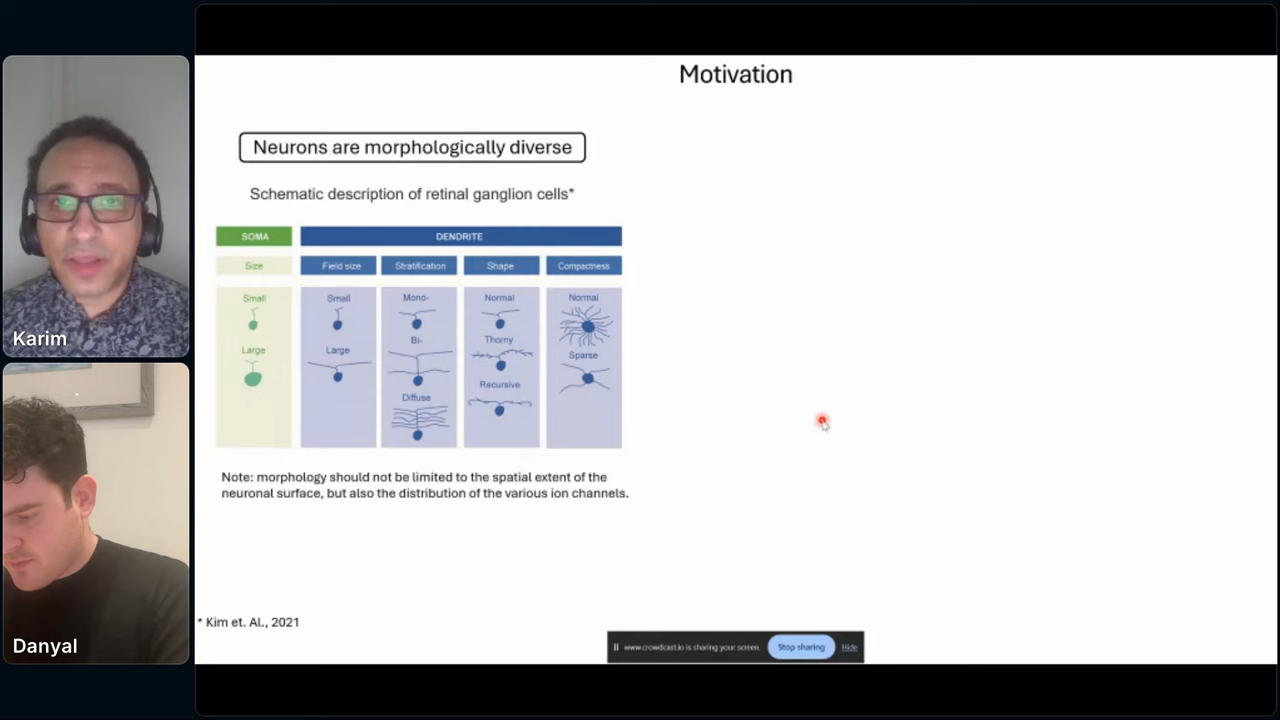 Motivation
Neurons are morphologically diverse
Schematic description of retinal ganglion cells*
SOMA
DENDRITE
Size
Field size
Stratification
Shape
Compactness
Small
Large
Small
Large
Mono-
Bi-
Diffuse
Normal
Thorny
Recursive
Normal
Sparse
Note: morphology should not be limited to the spatial extent of the
neuronal surface, but also the distribution of the various ion channels.
* Kim et. Al., 2021
www.crowdcast.io is sharing your screen.
Stop sharing
Hide
Karim
Danyal